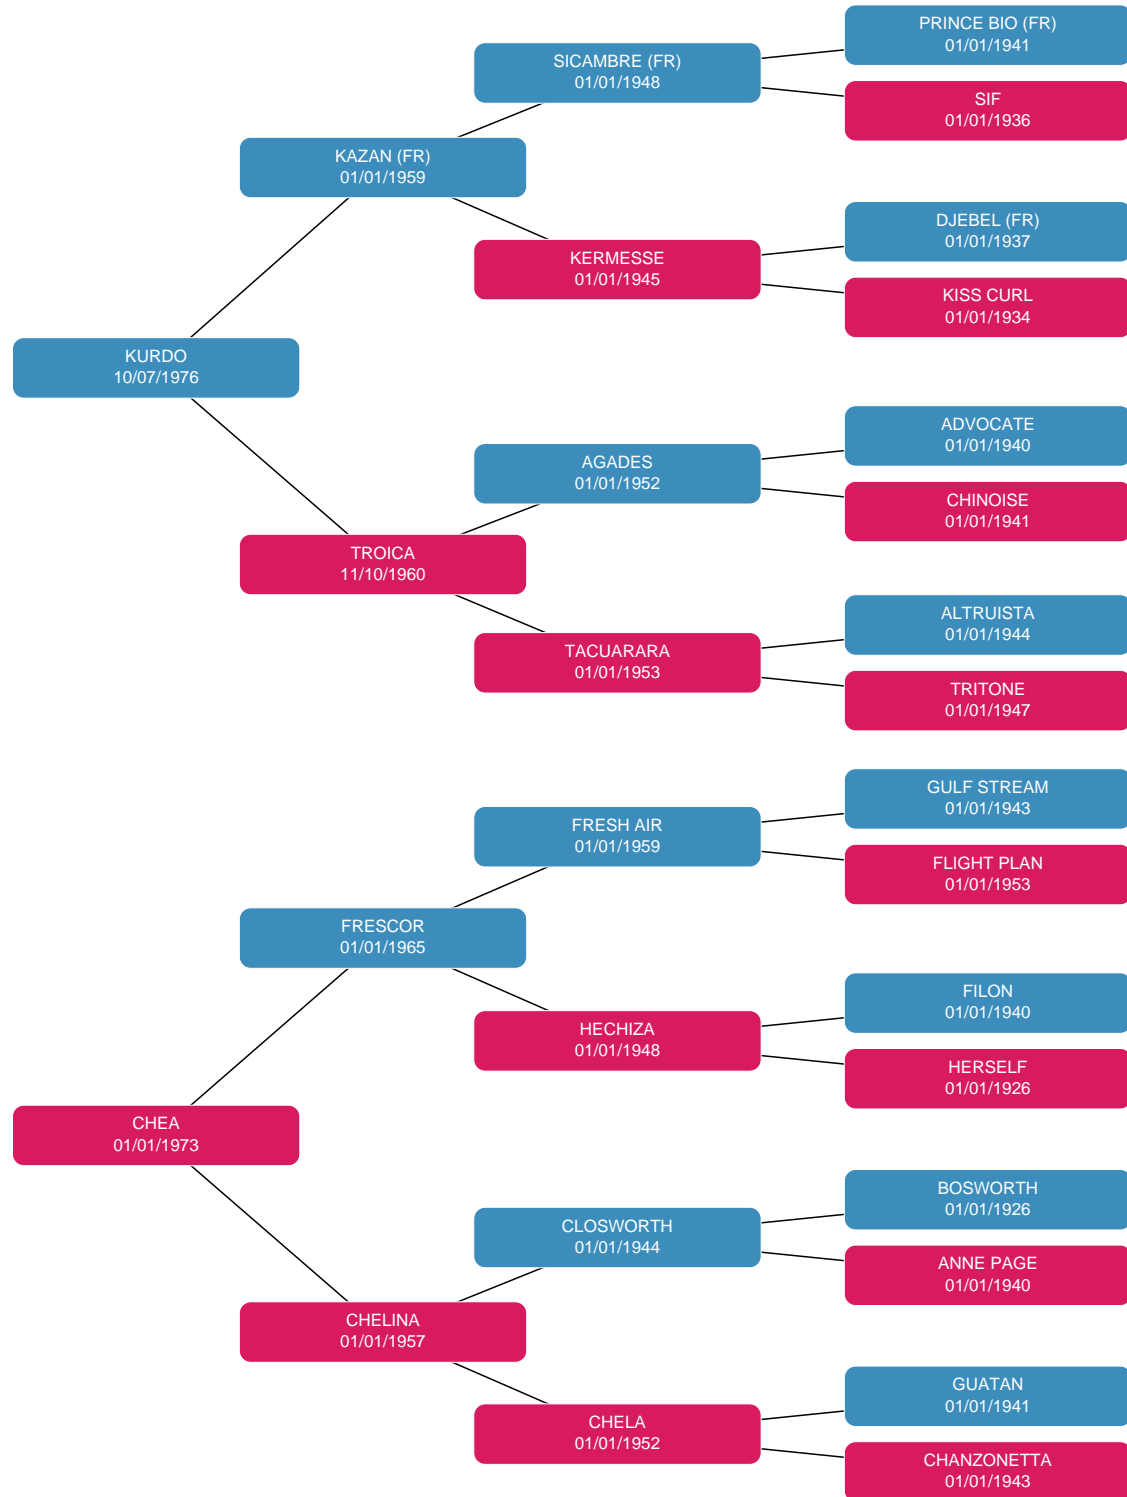 PRINCE BIO (FR)
01/01/1941
SICAMBRE (FR)
01/01/1948
SIF
01/01/1936
KAZAN (FR)
01/01/1959
DJEBEL (FR)
01/01/1937
KERMESSE
01/01/1945
KISS CURL
01/01/1934
KURDO
10/07/1976
ADVOCATE
01/01/1940
AGADES
01/01/1952
CHINOISE
01/01/1941
TROICA
11/10/1960
ALTRUISTA
01/01/1944
TACUARARA
01/01/1953
TRITONE
01/01/1947
GULF STREAM
01/01/1943
FRESH AIR
01/01/1959
FLIGHT PLAN
01/01/1953
FRESCOR
01/01/1965
FILON
01/01/1940
HECHIZA
01/01/1948
HERSELF
01/01/1926
CHEA
01/01/1973
BOSWORTH
01/01/1926
CLOSWORTH
01/01/1944
ANNE PAGE
01/01/1940
CHELINA
01/01/1957
GUATAN
01/01/1941
CHELA
01/01/1952
CHANZONETTA
01/01/1943